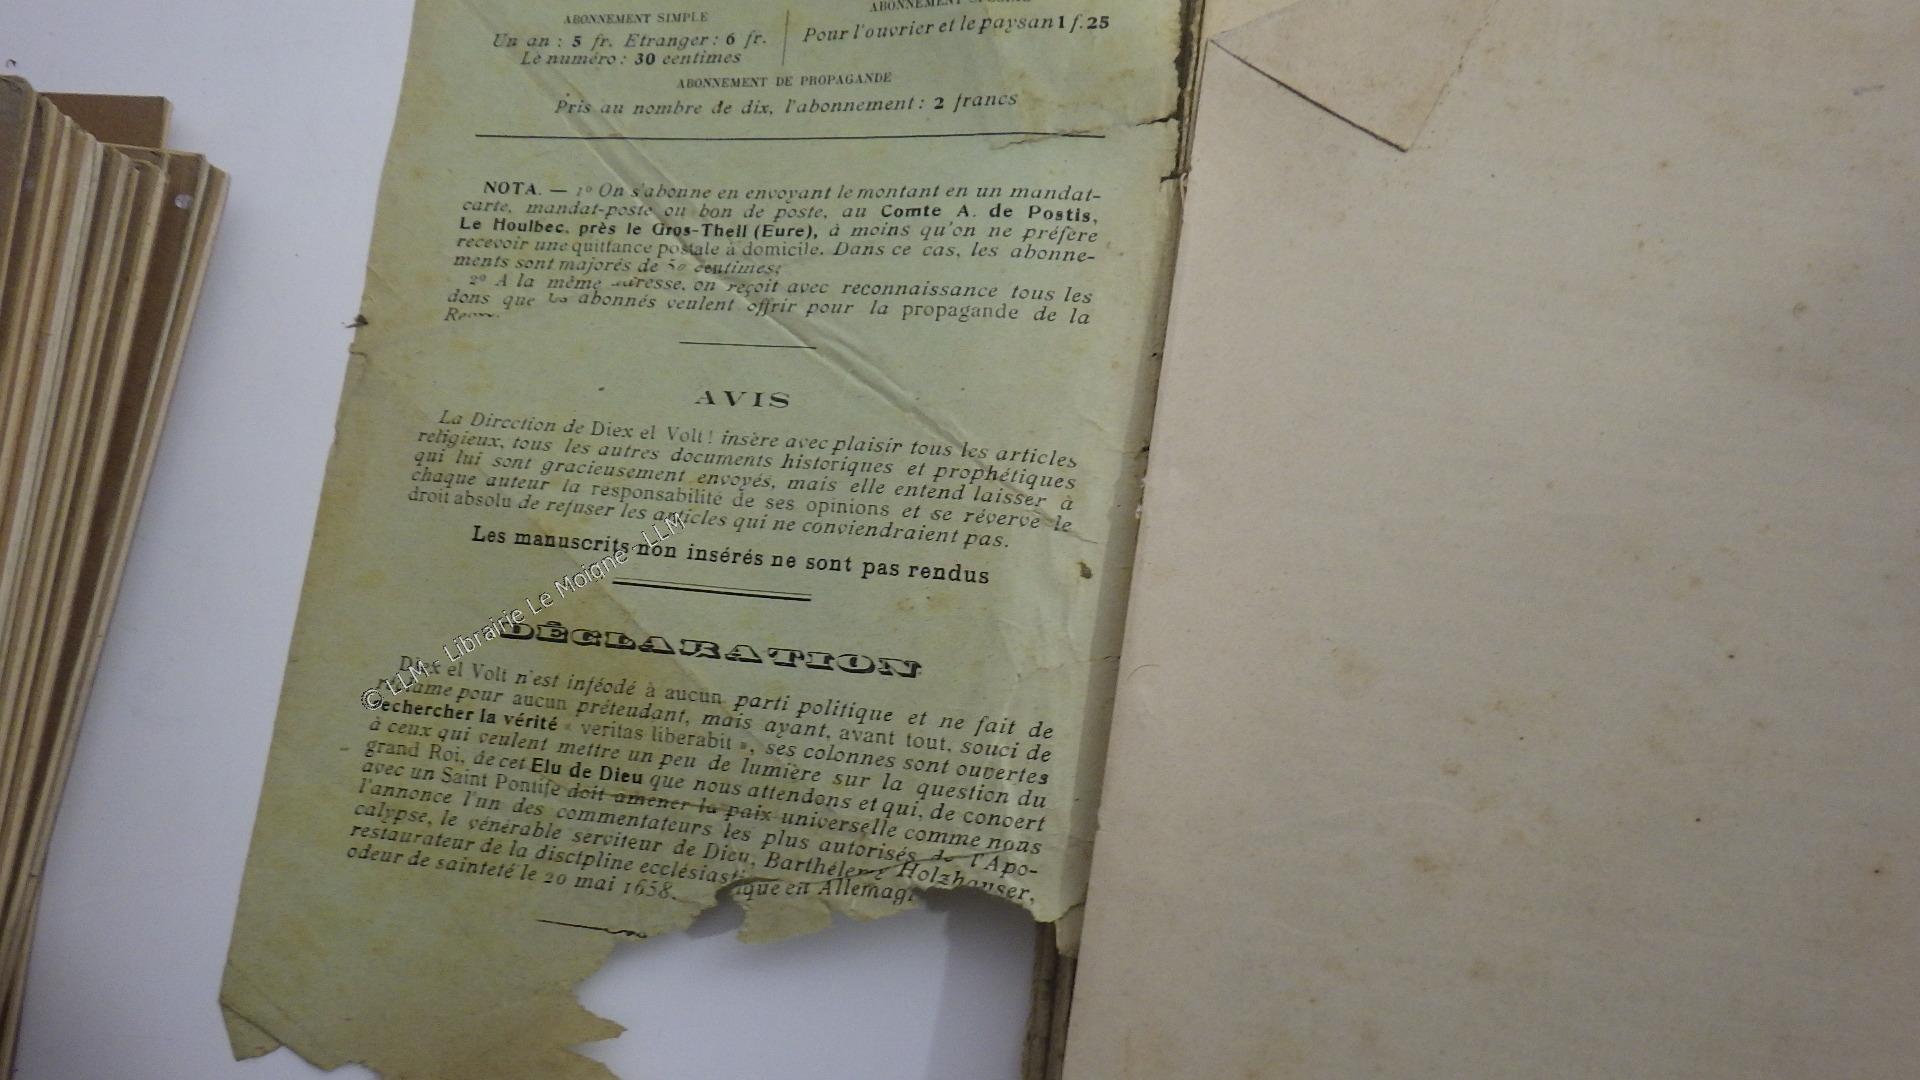 ABONNEMENT SIMPLE
Un an : 5 fr. Etranger : 6 fr.
Le numéro : 30 centimes
ABONNEMENT
Pour l'ouvrier et le paysan 1 f. 25
ABONNEMENT DE PROPAGANDE
Pris au nombre de dix, l'abonnement : 2 francs
NOTA. — 1º On s'abonne en envoyant le montant en un mandat-
carte, mandat-poste ou bon de poste, au Comte A. de Postis,
Le Houlbec, près le Gros-Theil (Eure), à moins qu'on ne préfère
recevoir une quittance postale à domicile. Dans ce cas, les abonne-
ments sont majorés de 50 centimes;
2º A la même adresse, on reçoit avec reconnaissance tous les
dons que les abonnés veulent offrir pour la propagande de la
AVIS
La Direction de Diex el Volt ! insère avec plaisir tous les articles
religieux, tous les autres documents historiques et prophétiques
qui lui sont gracieusement envoyés, mais elle entend laisser à
chaque auteur la responsabilité de ses opinions et se réverve le
droit absolu de refuser les articles qui ne conviendraient pas.
Les manuscrits non insérés ne sont pas rendus
DÉCLARATION
Diex el Volt n'est inféodé à aucun parti politique et ne fait de
réclame pour aucun prétendant, mais ayant, avant tout, souci de
rechercher la vérité « veritas liberabit », ses colonnes sont ouvertes
à ceux qui veulent mettre un peu de lumière sur la question du
grand Roi, de cet Elu de Dieu que nous attendons et qui, de concert
avec un Saint Pontife doit amener la paix universelle comme nous
l'annonce l'un des commentateurs les plus autorisés de l'Apo-
calypse, le vénérable serviteur de Dieu, Barthélemy Holzhauser,
restaurateur de la discipline ecclésiastique en
odeur de sainteté le 20 mai 1658.
© LLM - Librairie Le Moigne - LLM